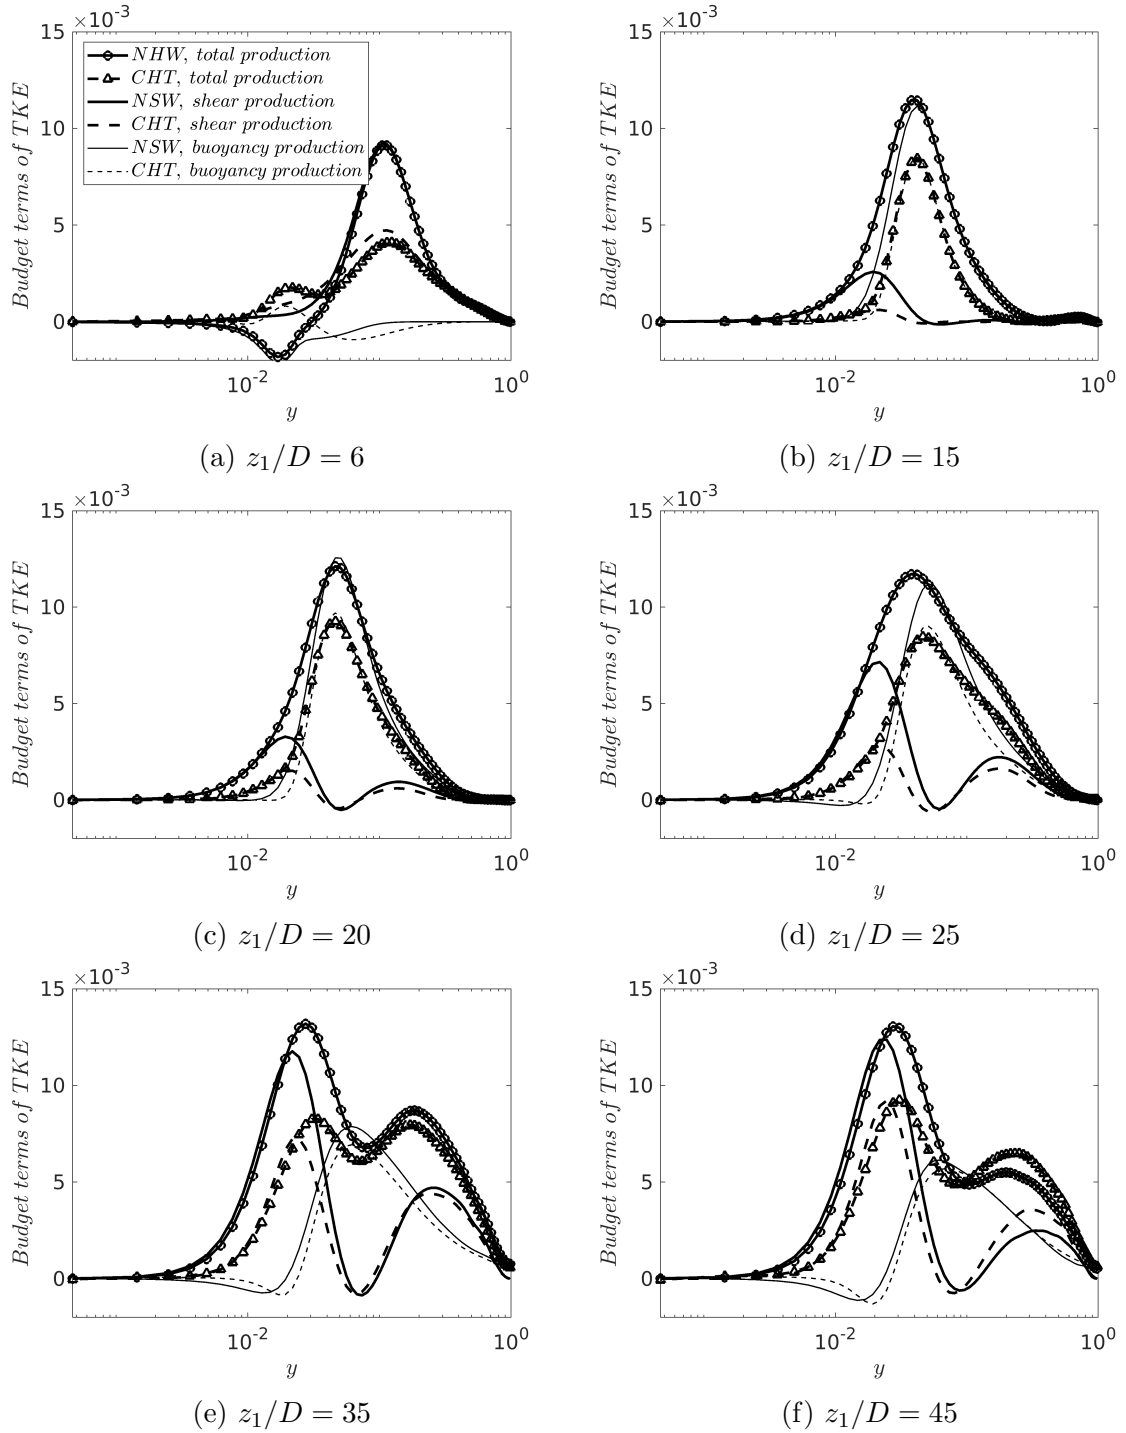 ×10⁻³
15
10
5
0
Budget terms of TKE
NHW, total production
CHT, total production
NSW, shear production
CHT, shear production
NSW, buoyancy production
CHT, buoyancy production
10⁻² 10⁰
y
(a) z₁/D = 6
×10⁻³
15
10
5
0
Budget terms of TKE
10⁻² 10⁰
y
(b) z₁/D = 15
×10⁻³
15
10
5
0
Budget terms of TKE
10⁻² 10⁰
y
(c) z₁/D = 20
×10⁻³
15
10
5
0
Budget terms of TKE
10⁻² 10⁰
y
(d) z₁/D = 25
×10⁻³
15
10
5
0
Budget terms of TKE
10⁻² 10⁰
y
(e) z₁/D = 35
×10⁻³
15
10
5
0
Budget terms of TKE
10⁻² 10⁰
y
(f) z₁/D = 45